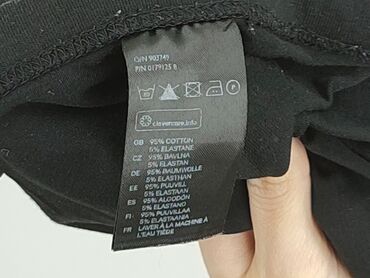 O/N 903748
P/N 0179125 8
clevercare.info
GB 95% COTTON
5% ELASTANE
CZ 95% BAVLNA
5% ELASTAN
DE 95% BAUMWOLLE
5% ELASTHAN
EE 95% PUUVILL
5% ELASTAAN
ES 95% ALGODÓN
5% ELASTANO
FI 95% PUUVILLAA
5% ELASTAANIA
FR LAVER À LA MACHINE À
L'EAU TIÈDE